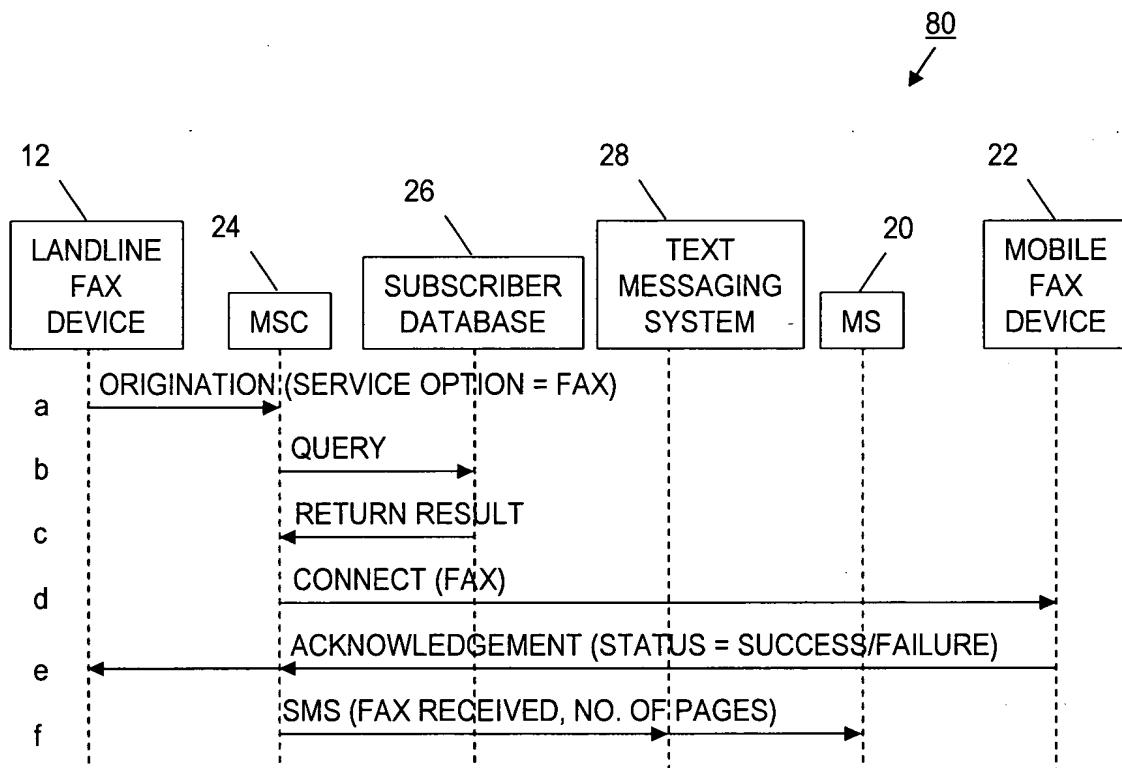 80
12
28
22
26
24
20
LANDLINE
FAX
DEVICE
MSC
SUBSCRIBER
DATABASE
TEXT
MESSAGING
SYSTEM
MS
MOBILE
FAX
DEVICE
a
ORIGINATION (SERVICE OPTION = FAX)
b
QUERY
c
RETURN RESULT
d
CONNECT (FAX)
e
ACKNOWLEDGEMENT (STATUS = SUCCESS/FAILURE)
f
SMS (FAX RECEIVED, NO. OF PAGES)